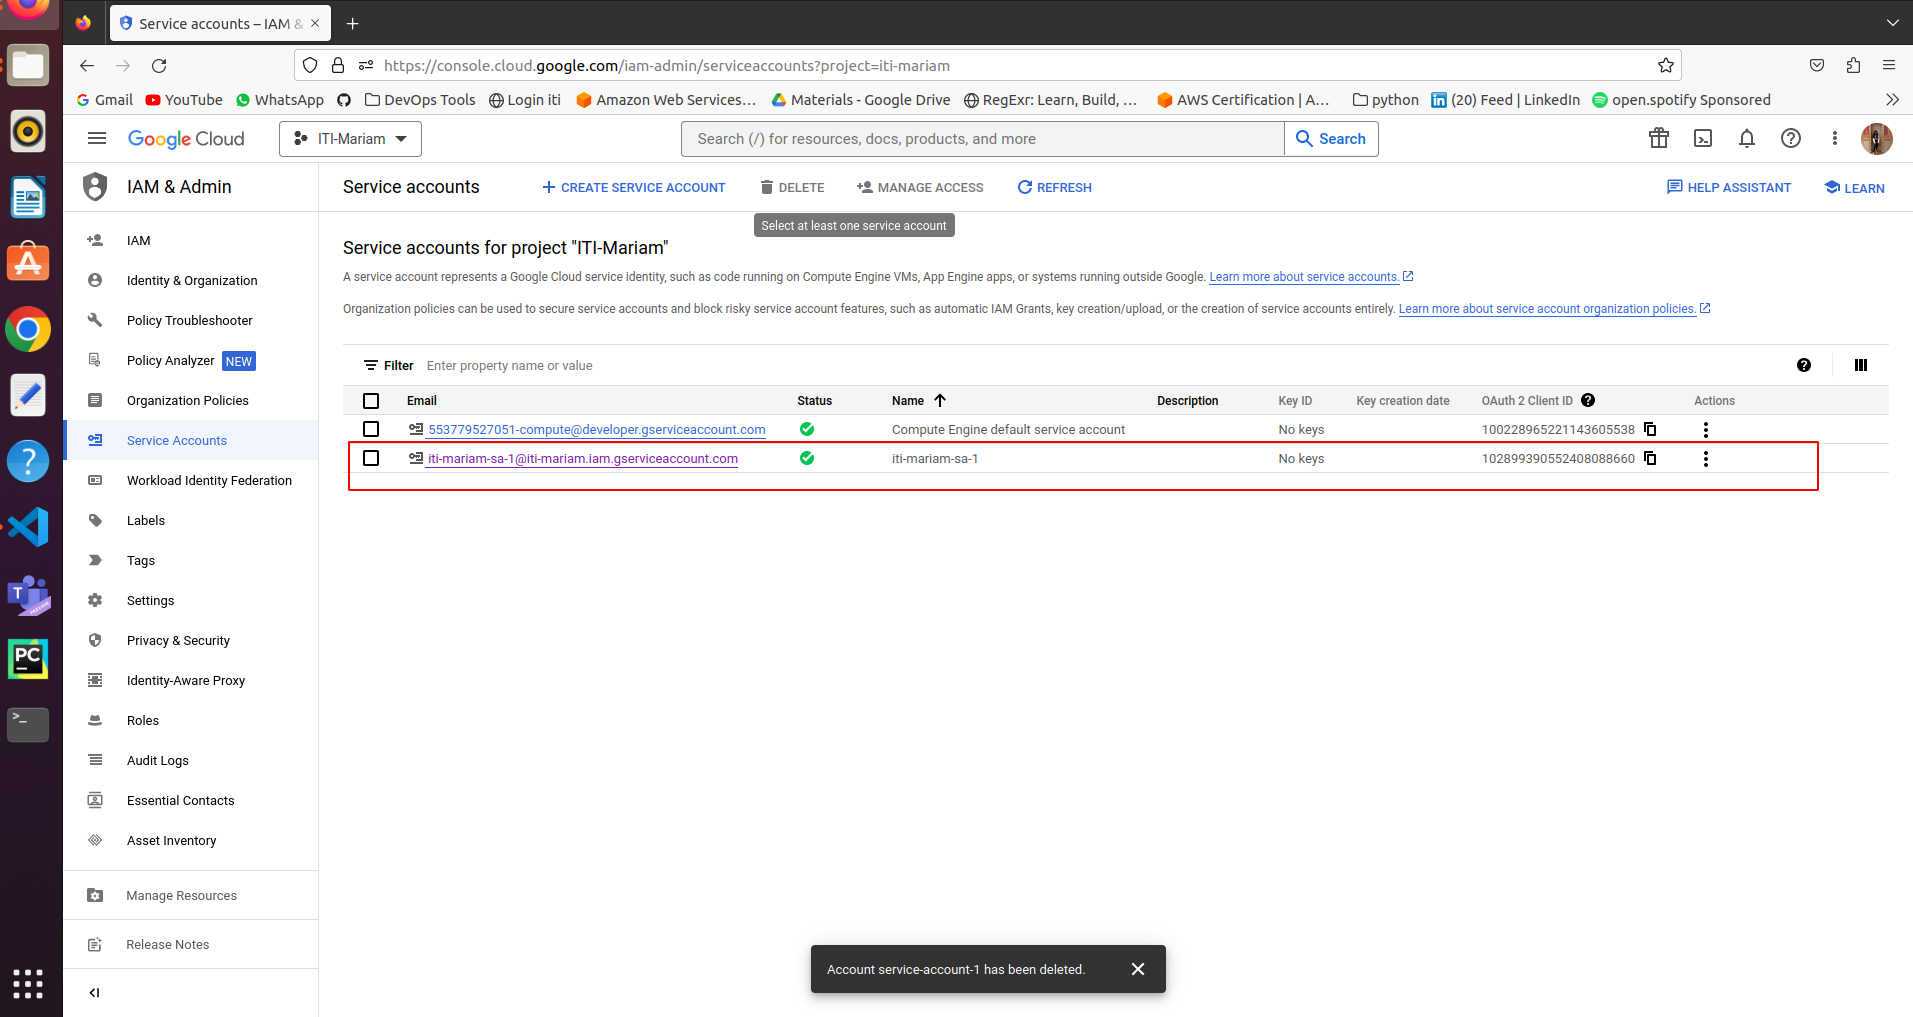 Service accounts – IAM &
https://console.cloud.google.com/iam-admin/serviceaccounts?project=iti-mariam
Gmail YouTube WhatsApp DevOps Tools Login iti Amazon Web Services… Materials - Google Drive RegExr: Learn, Build, … AWS Certification | A… python (20) Feed | LinkedIn open.spotify Sponsored
Google Cloud ITI-Mariam Search (/) for resources, docs, products, and more Search
IAM & Admin
Service accounts CREATE SERVICE ACCOUNT DELETE MANAGE ACCESS REFRESH HELP ASSISTANT LEARN
Select at least one service account
IAM
Identity & Organization
Policy Troubleshooter
Policy Analyzer NEW
Organization Policies
Service Accounts
Workload Identity Federation
Labels
Tags
Settings
Privacy & Security
Identity-Aware Proxy
Roles
Audit Logs
Essential Contacts
Asset Inventory
Manage Resources
Release Notes
Service accounts for project "ITI-Mariam"
A service account represents a Google Cloud service identity, such as code running on Compute Engine VMs, App Engine apps, or systems running outside Google. Learn more about service accounts.
Organization policies can be used to secure service accounts and block risky service account features, such as automatic IAM Grants, key creation/upload, or the creation of service accounts entirely. Learn more about service account organization policies.
Filter Enter property name or value
Email Status Name Description Key ID Key creation date OAuth 2 Client ID Actions
553779527051-compute@developer.gserviceaccount.com Compute Engine default service account No keys 100228965221143605538
iti-mariam-sa-1@iti-mariam.iam.gserviceaccount.com iti-mariam-sa-1 No keys 102899390552408088660
Account service-account-1 has been deleted.